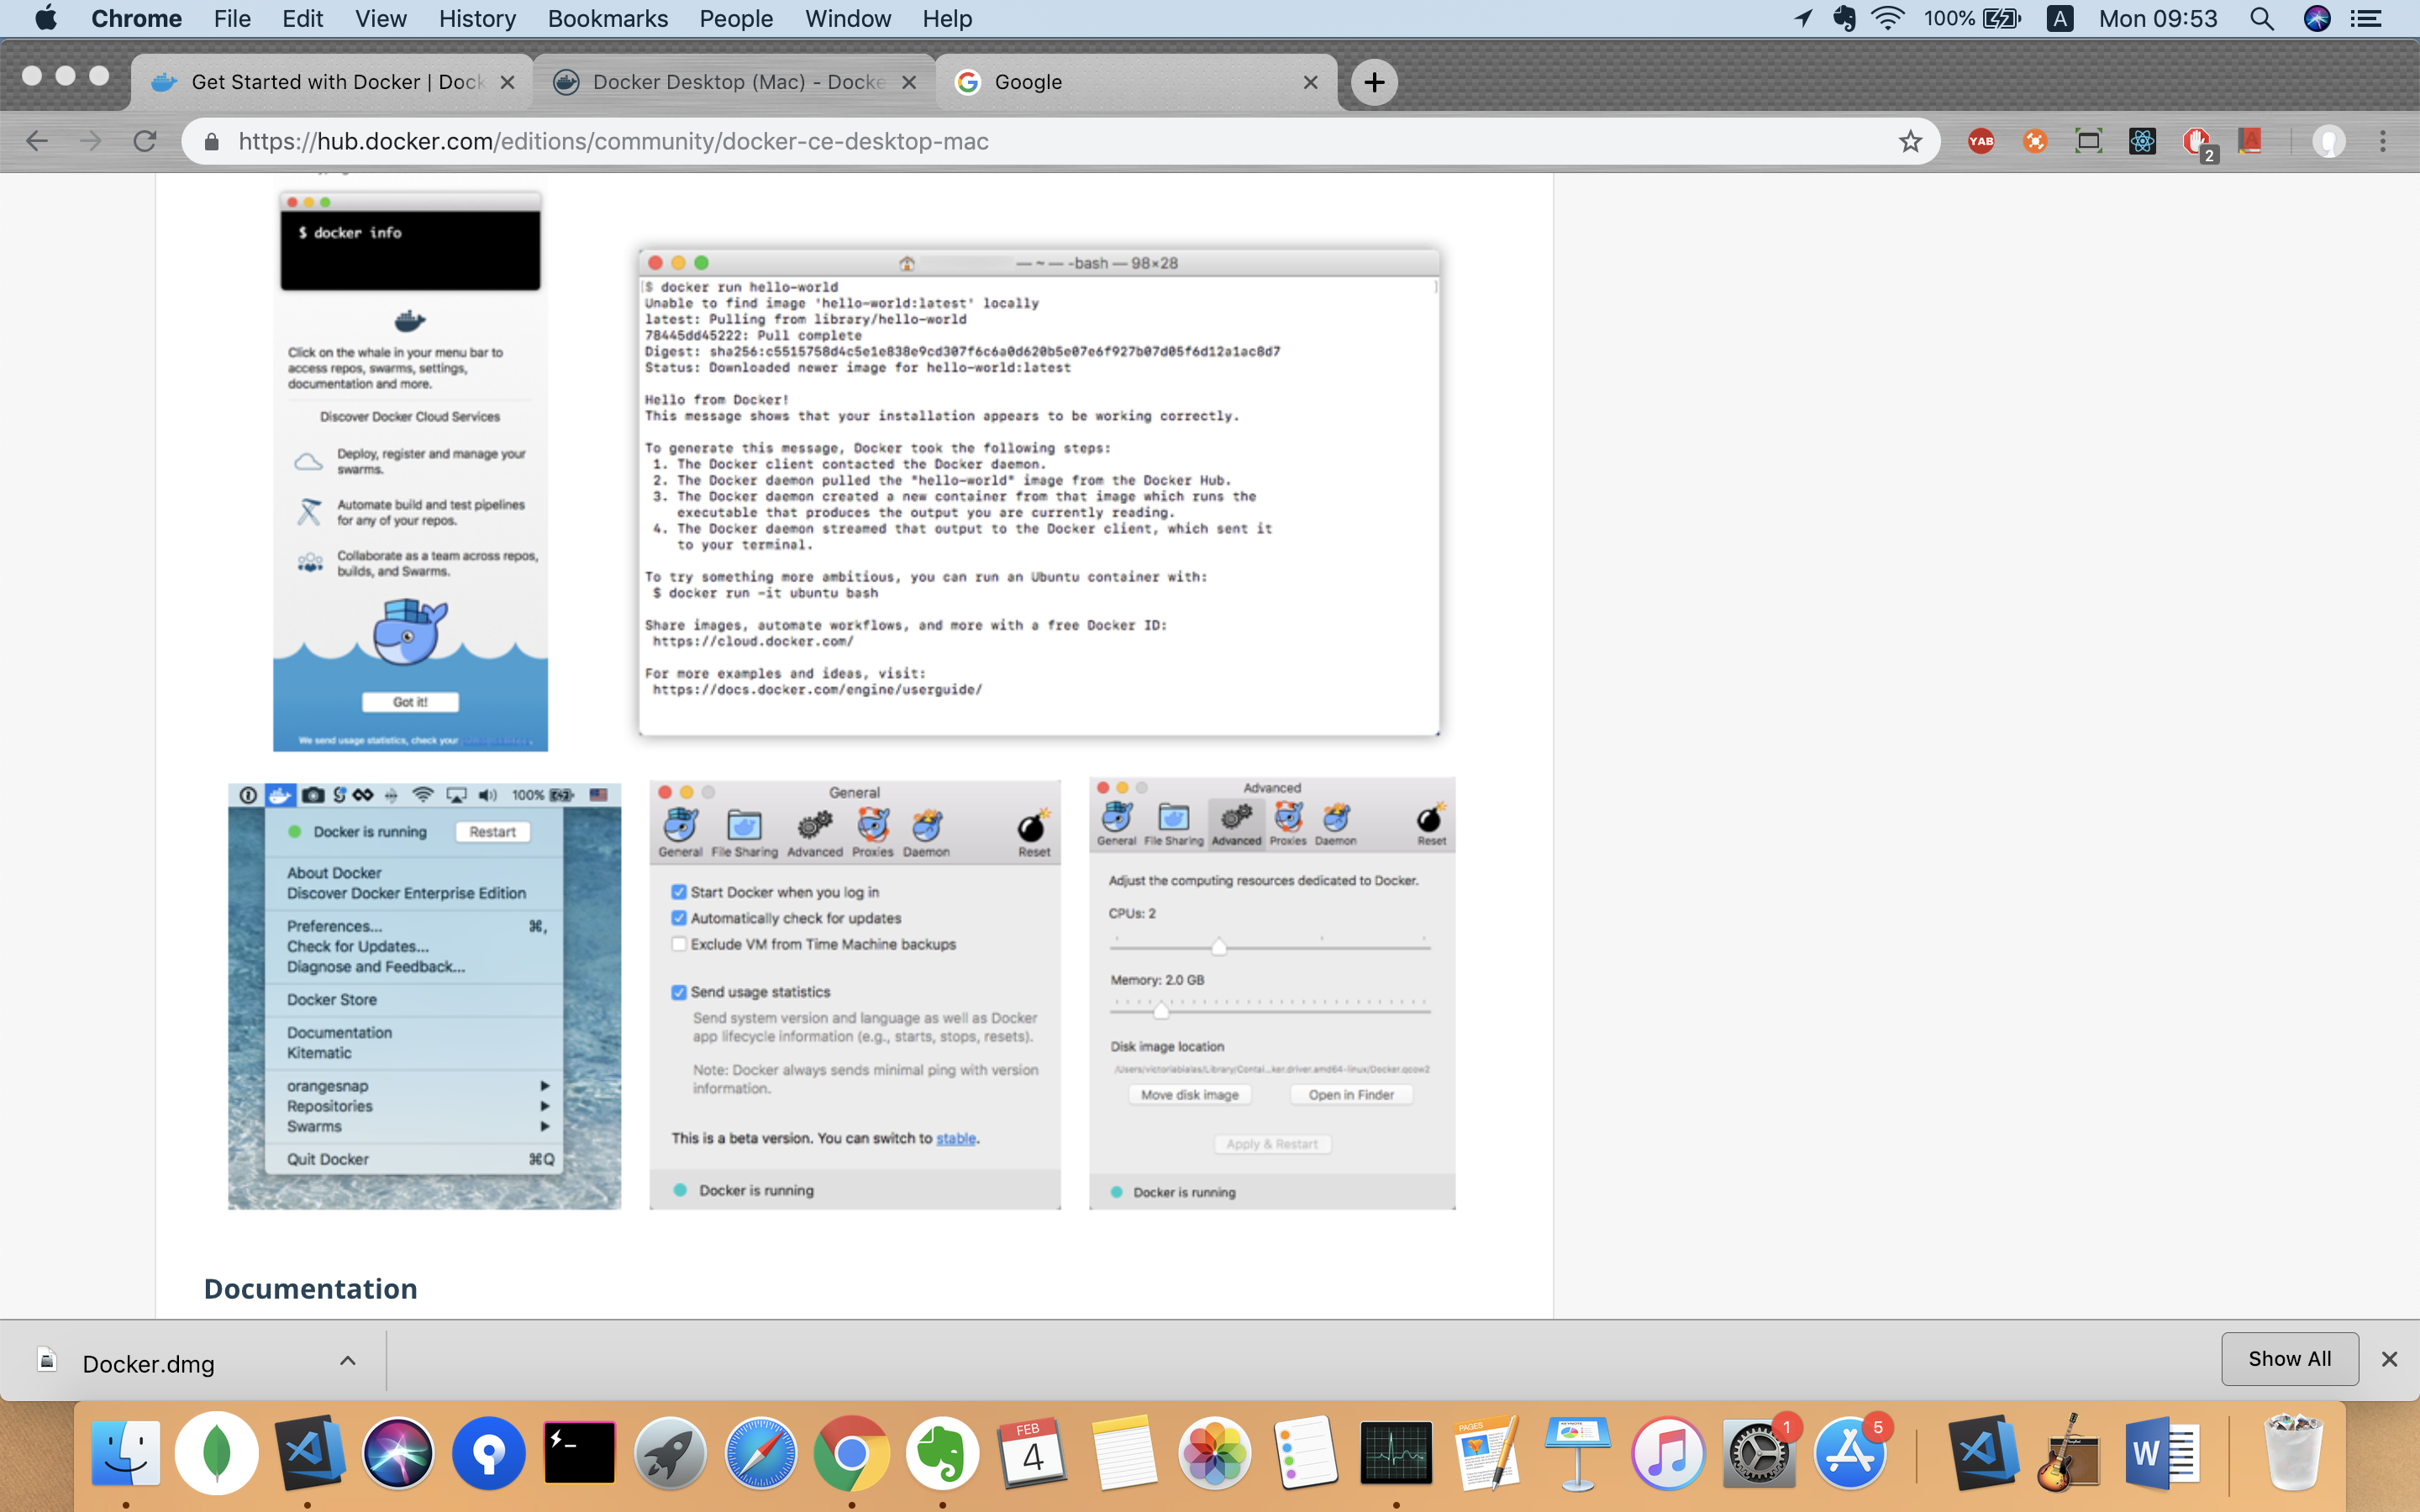 Chrome File Edit View History Bookmarks People Window Help 100% A Mon 09:53
Get Started with Docker | Dock
Docker Desktop (Mac) - Docke
Google
https://hub.docker.com/editions/community/docker-ce-desktop-mac
YAB
2
$ docker info
Click on the whale in your menu bar to
access repos, swarms, settings,
documentation and more.
Discover Docker Cloud Services
Deploy, register and manage your
swarms.
Automate build and test pipelines
for any of your repos.
Collaborate as a team across repos,
builds, and Swarms.
Got it!
We send usage statistics, check your
— ~ — -bash — 98×28
[$ docker run hello-world ]
Unable to find image 'hello-world:latest' locally
latest: Pulling from library/hello-world
78445dd45222: Pull complete
Digest: sha256:c5515758d4c5e1e838e9cd307f6c6a0d620b5e07e6f927b07d05f6d12a1ac8d7
Status: Downloaded newer image for hello-world:latest
Hello from Docker!
This message shows that your installation appears to be working correctly.
To generate this message, Docker took the following steps:
1. The Docker client contacted the Docker daemon.
2. The Docker daemon pulled the "hello-world" image from the Docker Hub.
3. The Docker daemon created a new container from that image which runs the
executable that produces the output you are currently reading.
4. The Docker daemon streamed that output to the Docker client, which sent it
to your terminal.
To try something more ambitious, you can run an Ubuntu container with:
$ docker run -it ubuntu bash
Share images, automate workflows, and more with a free Docker ID:
https://cloud.docker.com/
For more examples and ideas, visit:
https://docs.docker.com/engine/userguide/
100%
Docker is running Restart
About Docker
Discover Docker Enterprise Edition
Preferences... ⌘,
Check for Updates...
Diagnose and Feedback...
Docker Store
Documentation
Kitematic
orangesnap ▶
Repositories ▶
Swarms ▶
Quit Docker ⌘Q
General
General File Sharing Advanced Proxies Daemon Reset
Start Docker when you log in
Automatically check for updates
Exclude VM from Time Machine backups
Send usage statistics
Send system version and language as well as Docker
app lifecycle information (e.g., starts, stops, resets).
Note: Docker always sends minimal ping with version
information.
This is a beta version. You can switch to stable.
Docker is running
Advanced
General File Sharing Advanced Proxies Daemon Reset
Adjust the computing resources dedicated to Docker.
CPUs: 2
Memory: 2.0 GB
Disk image location
/Users/victoriabialas/Library/Contai...ker.driver.amd64-linux/Docker.qcow2
Move disk image Open in Finder
Apply & Restart
Docker is running
Documentation
Docker.dmg
Show All
FEB
4
PAGES
1
5
W